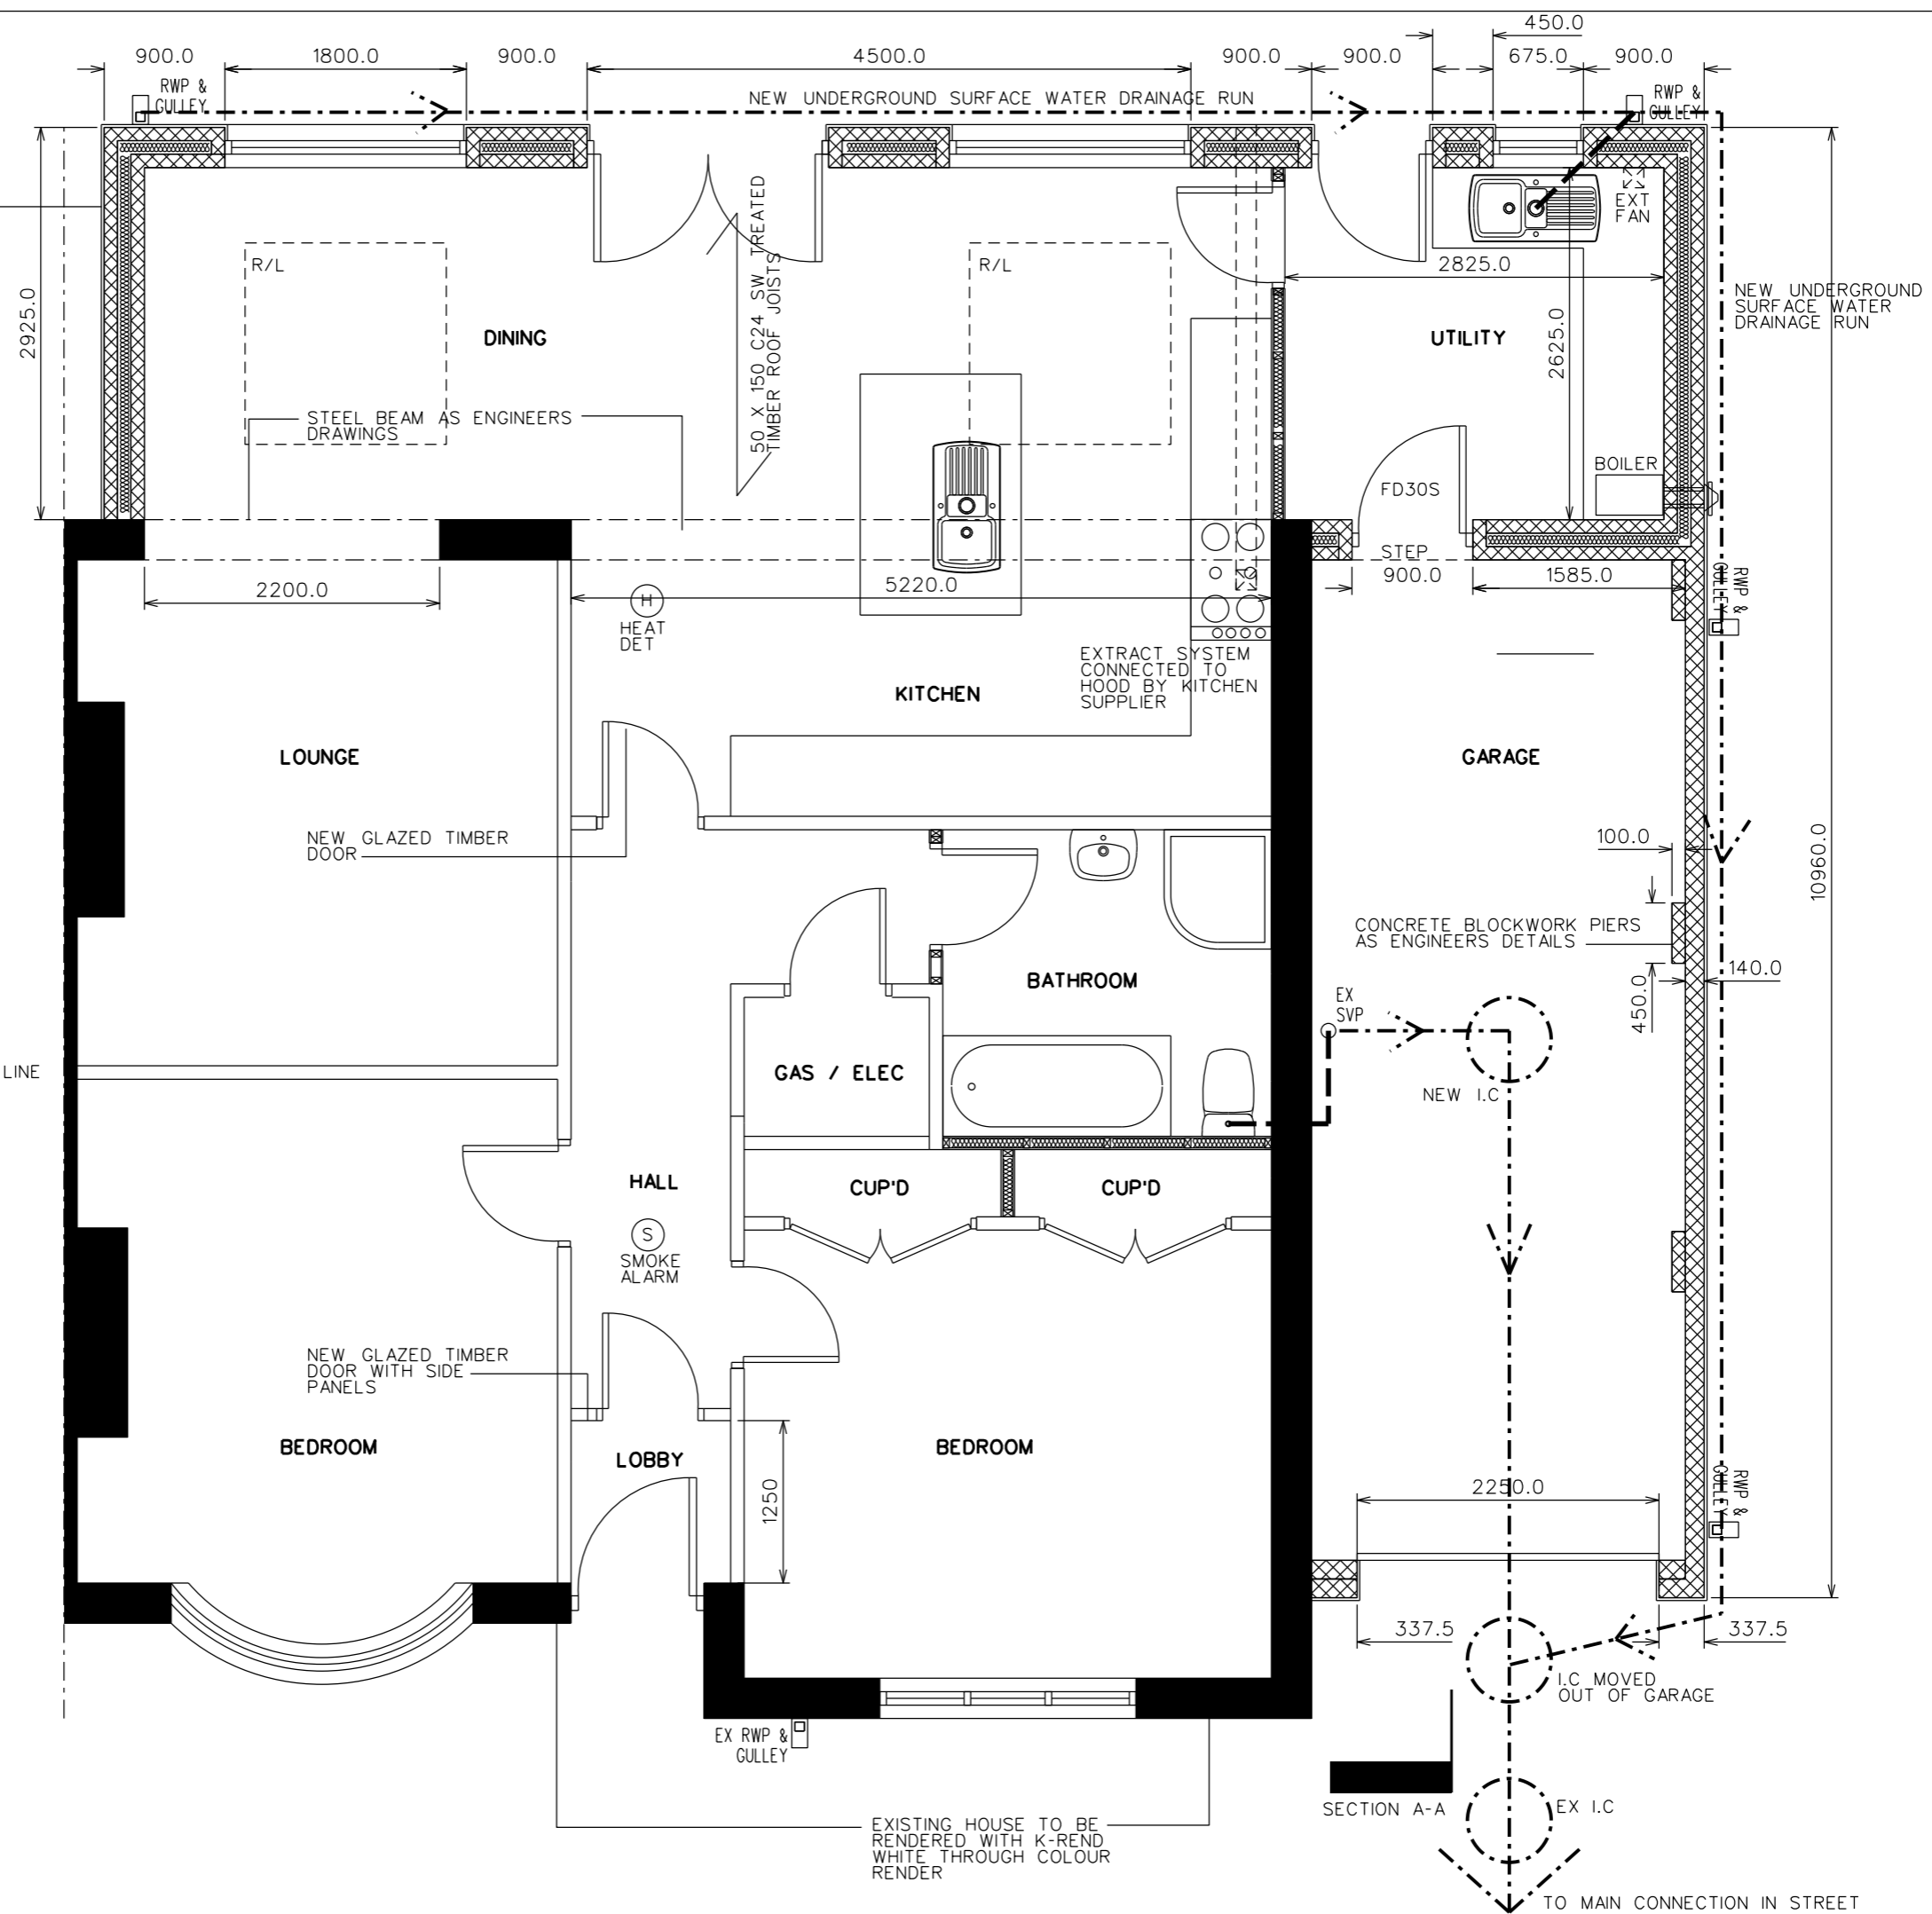 450.0
900.0 1800.0 900.0 4500.0 900.0 900.0 675.0 900.0
RWP &
GULLEY
NEW UNDERGROUND SURFACE WATER DRAINAGE RUN
RWP &
GULLEY
EXT
FAN
R/L
R/L
2825.0
2925.0
50 X 150 C24 SW TREATED
TIMBER ROOF JOISTS
NEW UNDERGROUND
SURFACE WATER
DRAINAGE RUN
DINING
UTILITY
2625.0
STEEL BEAM AS ENGINEERS
DRAWINGS
BOILER
FD30S
STEP
900.0 1585.0
2200.0
5220.0
H
HEAT
DET
RWP &
GULLEY
EXTRACT SYSTEM
CONNECTED TO
HOOD BY KITCHEN
SUPPLIER
KITCHEN
LOUNGE
GARAGE
NEW GLAZED TIMBER
DOOR
100.0
10960.0
CONCRETE BLOCKWORK PIERS
AS ENGINEERS DETAILS
140.0
450.0
BATHROOM
EX
SVP
LINE
GAS / ELEC
NEW I.C
HALL
CUP'D
CUP'D
S
SMOKE
ALARM
NEW GLAZED TIMBER
DOOR WITH SIDE
PANELS
BEDROOM
LOBBY
BEDROOM
1250
2250.0
RWP &
GULLEY
337.5
337.5
I.C MOVED
OUT OF GARAGE
EX RWP &
GULLEY
SECTION A-A
EX I.C
EXISTING HOUSE TO BE
RENDERED WITH K-REND
WHITE THROUGH COLOUR
RENDER
TO MAIN CONNECTION IN STREET